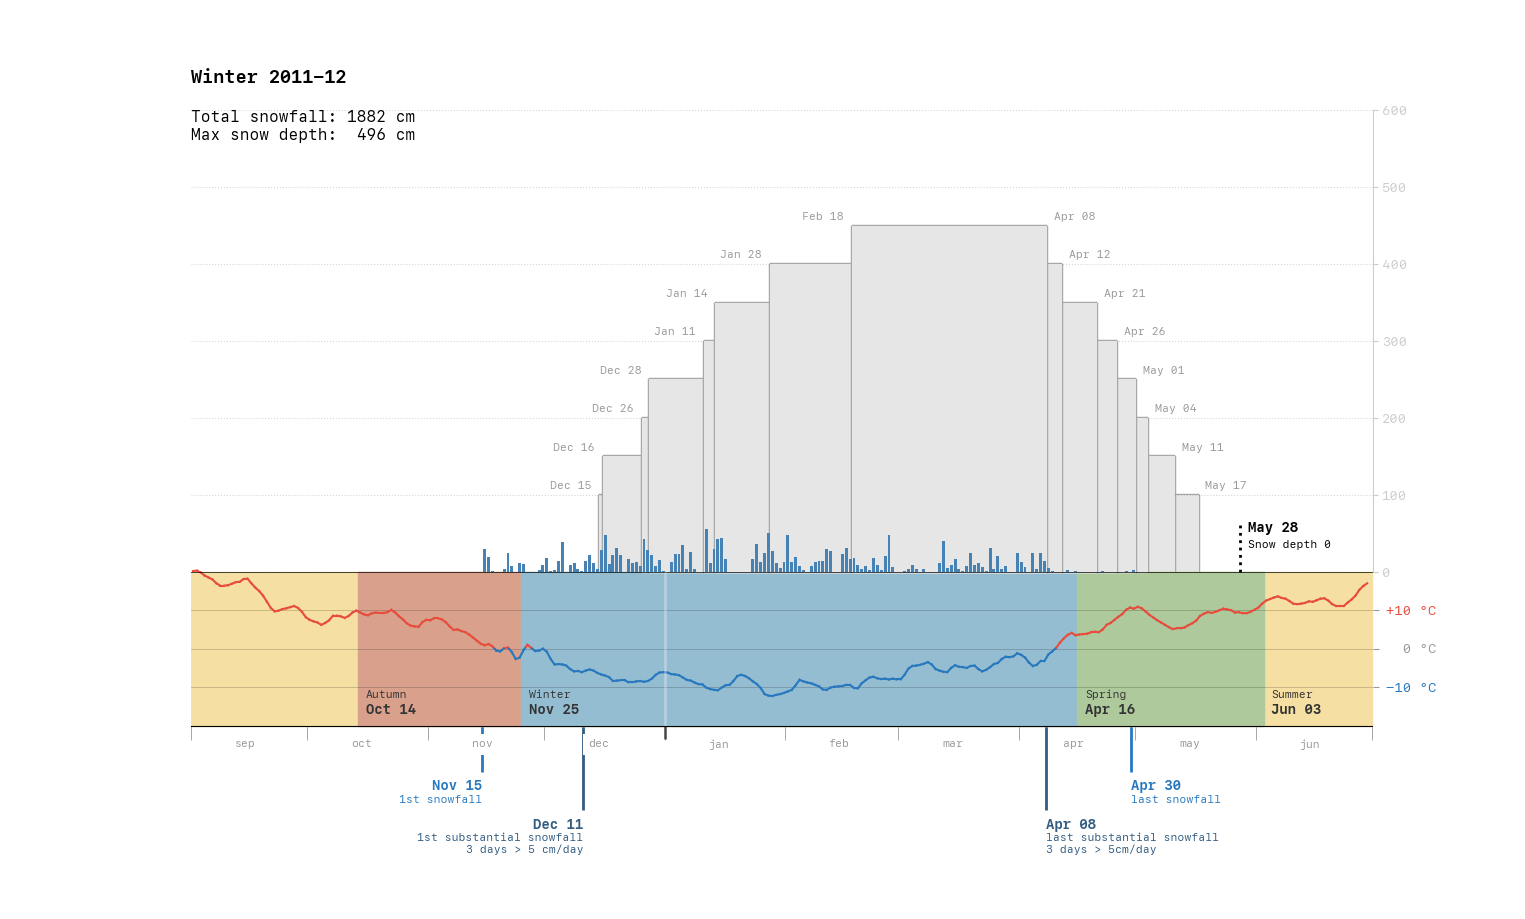 Winter 2011–12
Total snowfall: 1882 cm
Max snow depth:  496 cm
600
500
Feb 18
Apr 08
Jan 28
Apr 12
400
Jan 14
Apr 21
Jan 11
Apr 26
300
Dec 28
May 01
Dec 26
May 04
200
Dec 16
May 11
Dec 15
May 17
100
May 28
Snow depth 0
0
+10 °C
0 °C
−10 °C
Autumn
Oct 14
Winter
Nov 25
Spring
Apr 16
Summer
Jun 03
sep
oct
nov
dec
jan
feb
mar
apr
may
jun
Nov 15
1st snowfall
Apr 30
last snowfall
Dec 11
1st substantial snowfall
3 days > 5 cm/day
Apr 08
last substantial snowfall
3 days > 5cm/day